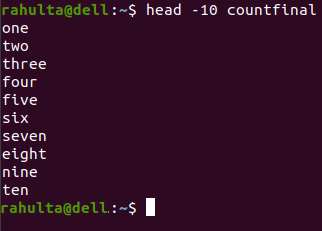 rahulta@dell:~$ head -10 countfinal
one
two
three
four
five
six
seven
eight
nine
ten
rahulta@dell:~$